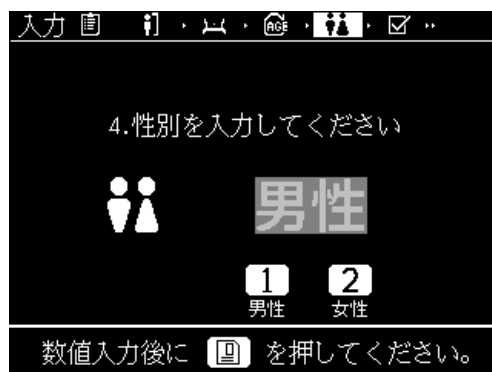 入力 AGE
4.性別を入力してください
男性
1 2
男性 女性
数値入力後に を押してください。